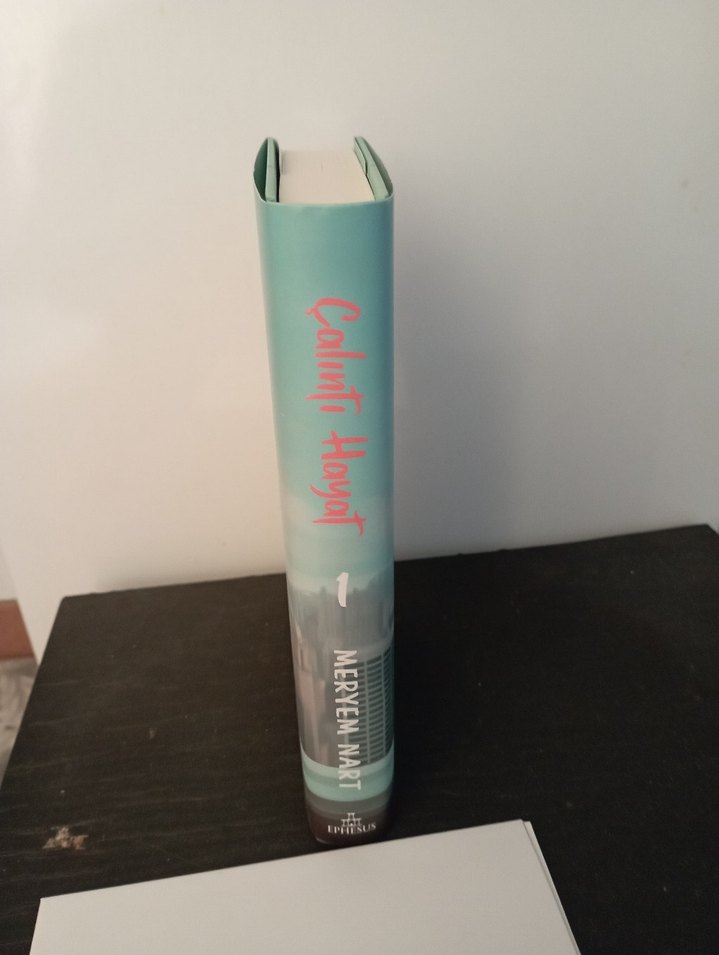 Çalıntı Hayat
1
MERYEM NART
EPHESUS